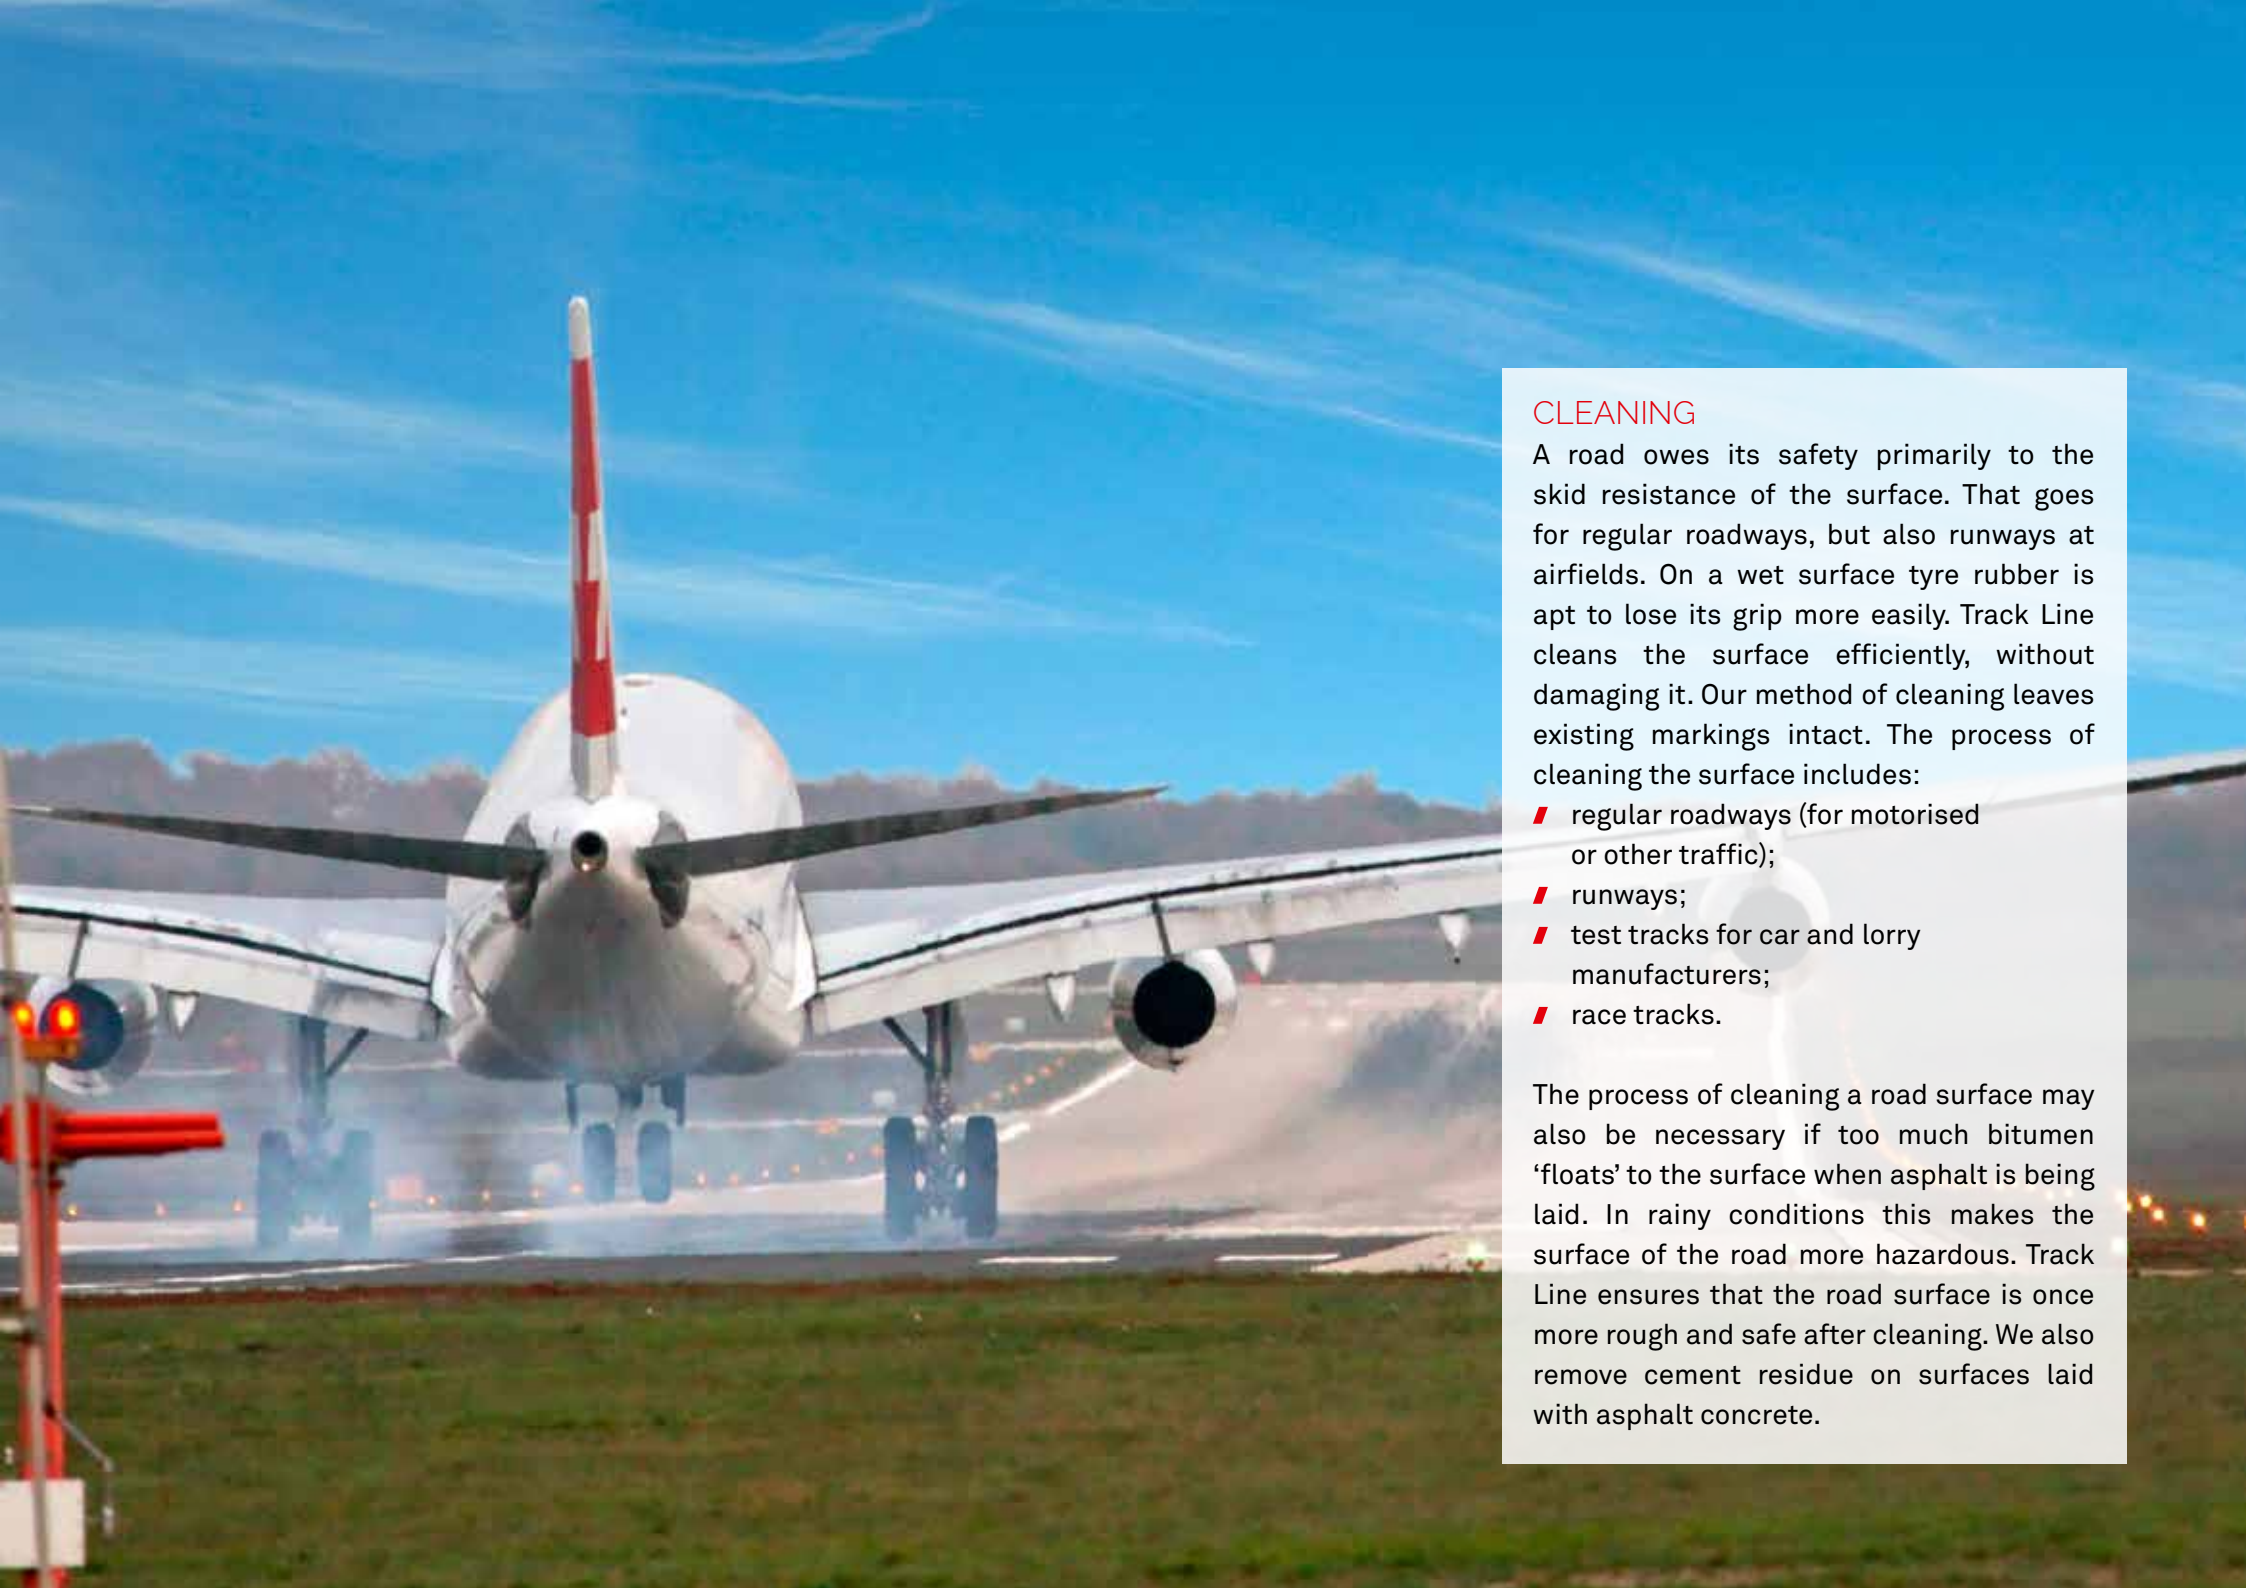 CLEANING
A road owes its safety primarily to the
skid resistance of the surface. That goes
for regular roadways, but also runways at
airfields. On a wet surface tyre rubber is
apt to lose its grip more easily. Track Line
cleans the surface efficiently, without
damaging it. Our method of cleaning leaves
existing markings intact. The process of
cleaning the surface includes:
regular roadways (for motorised
or other traffic);
runways;
test tracks for car and lorry
manufacturers;
race tracks.
The process of cleaning a road surface may
also be necessary if too much bitumen
‘floats’ to the surface when asphalt is being
laid. In rainy conditions this makes the
surface of the road more hazardous. Track
Line ensures that the road surface is once
more rough and safe after cleaning. We also
remove cement residue on surfaces laid
with asphalt concrete.